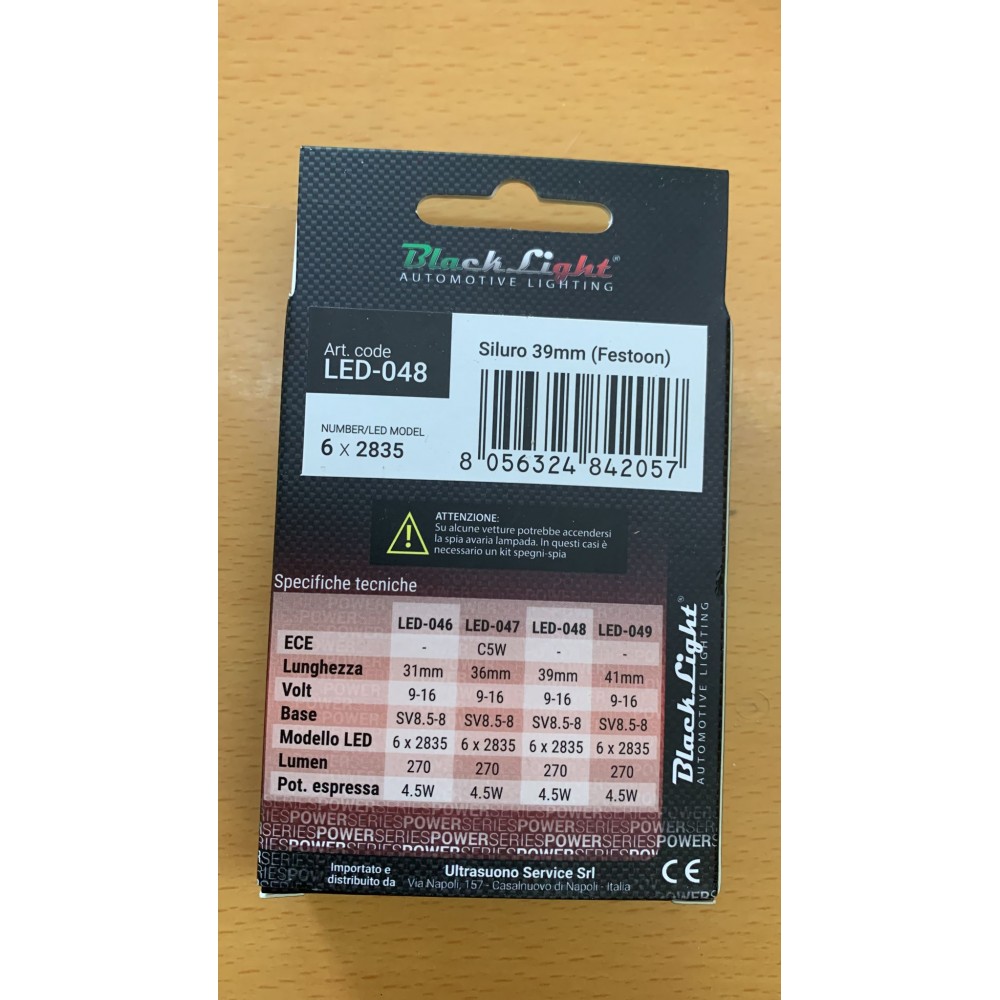 Black Light®
AUTOMOTIVE LIGHTING
Art. code
LED-048
Siluro 39mm (Festoon)
NUMBER/LED MODEL
6 x 2835
8 056324 842057
ATTENZIONE:
Su alcune vetture potrebbe accendersi
la spia avaria lampada. In questi casi è
necessario un kit spegni-spia
Specifiche tecniche
LED-046 LED-047 LED-048 LED-049
ECE - C5W - -
Lunghezza 31mm 36mm 39mm 41mm
Volt 9-16 9-16 9-16 9-16
Base SV8.5-8 SV8.5-8 SV8.5-8 SV8.5-8
Modello LED 6 x 2835 6 x 2835 6 x 2835 6 x 2835
Lumen 270 270 270 270
Pot. espressa 4.5W 4.5W 4.5W 4.5W
SERIESPOWERSERIESPOWERSERIESPOWERSERIESPOWER
Importato e
distribuito da
Ultrasuono Service Srl
Via Napoli, 157 - Casalnuovo di Napoli - Italia
CE
Black Light®
AUTOMOTIVE LIGHTING